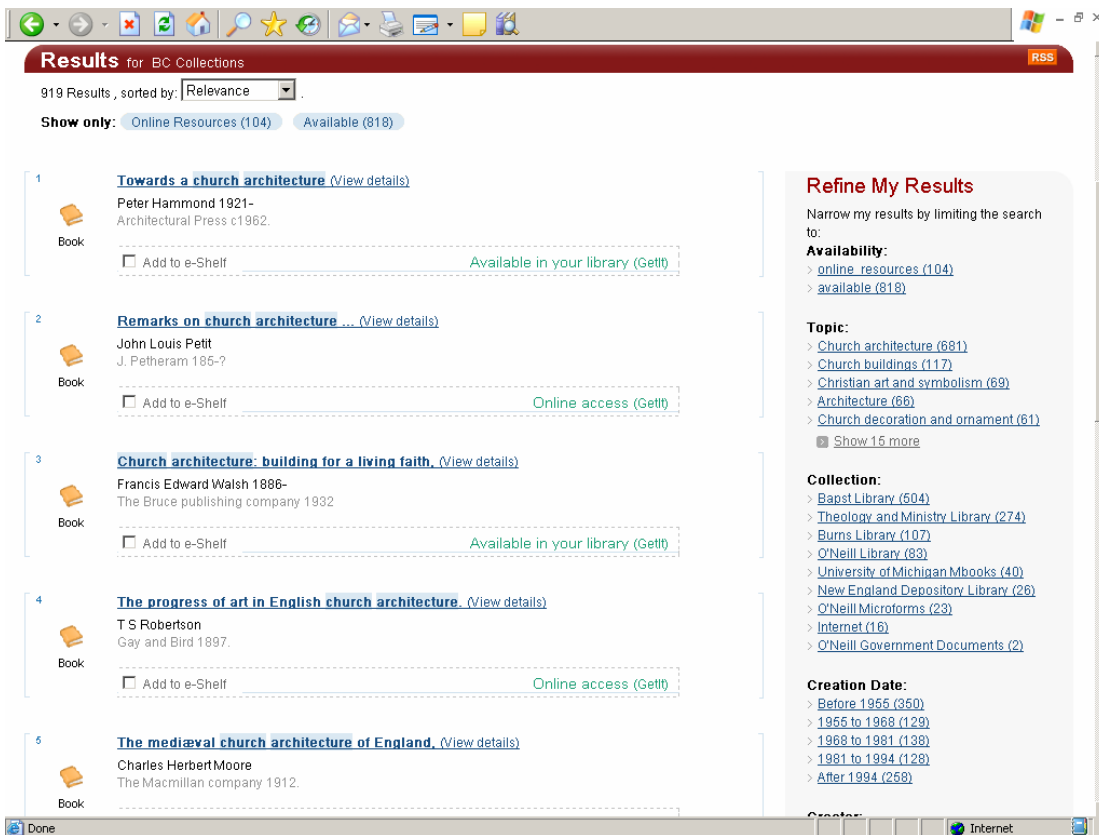 Results for BC Collections
RSS
919 Results , sorted by: Relevance .
Show only: Online Resources (104) Available (818)
1
Towards a church architecture (View details)
Peter Hammond 1921-
Architectural Press c1962.
Book
Add to e-Shelf
Available in your library (GetIt)
2
Remarks on church architecture ... (View details)
John Louis Petit
J. Petheram 185-?
Book
Add to e-Shelf
Online access (GetIt)
3
Church architecture: building for a living faith, (View details)
Francis Edward Walsh 1886-
The Bruce publishing company 1932
Book
Add to e-Shelf
Available in your library (GetIt)
4
The progress of art in English church architecture. (View details)
T S Robertson
Gay and Bird 1897.
Book
Add to e-Shelf
Online access (GetIt)
5
The mediæval church architecture of England, (View details)
Charles Herbert Moore
The Macmillan company 1912.
Book
Refine My Results
Narrow my results by limiting the search
to:
Availability:
> online_resources (104)
> available (818)
Topic:
> Church architecture (681)
> Church buildings (117)
> Christian art and symbolism (69)
> Architecture (66)
> Church decoration and ornament (61)
Show 15 more
Collection:
> Bapst Library (504)
> Theology and Ministry Library (274)
> Burns Library (107)
> O'Neill Library (83)
> University of Michigan Mbooks (40)
> New England Depository Library (26)
> O'Neill Microforms (23)
> Internet (16)
> O'Neill Government Documents (2)
Creation Date:
> Before 1955 (350)
> 1955 to 1968 (129)
> 1968 to 1981 (138)
> 1981 to 1994 (128)
> After 1994 (258)
Creator:
Done
Internet